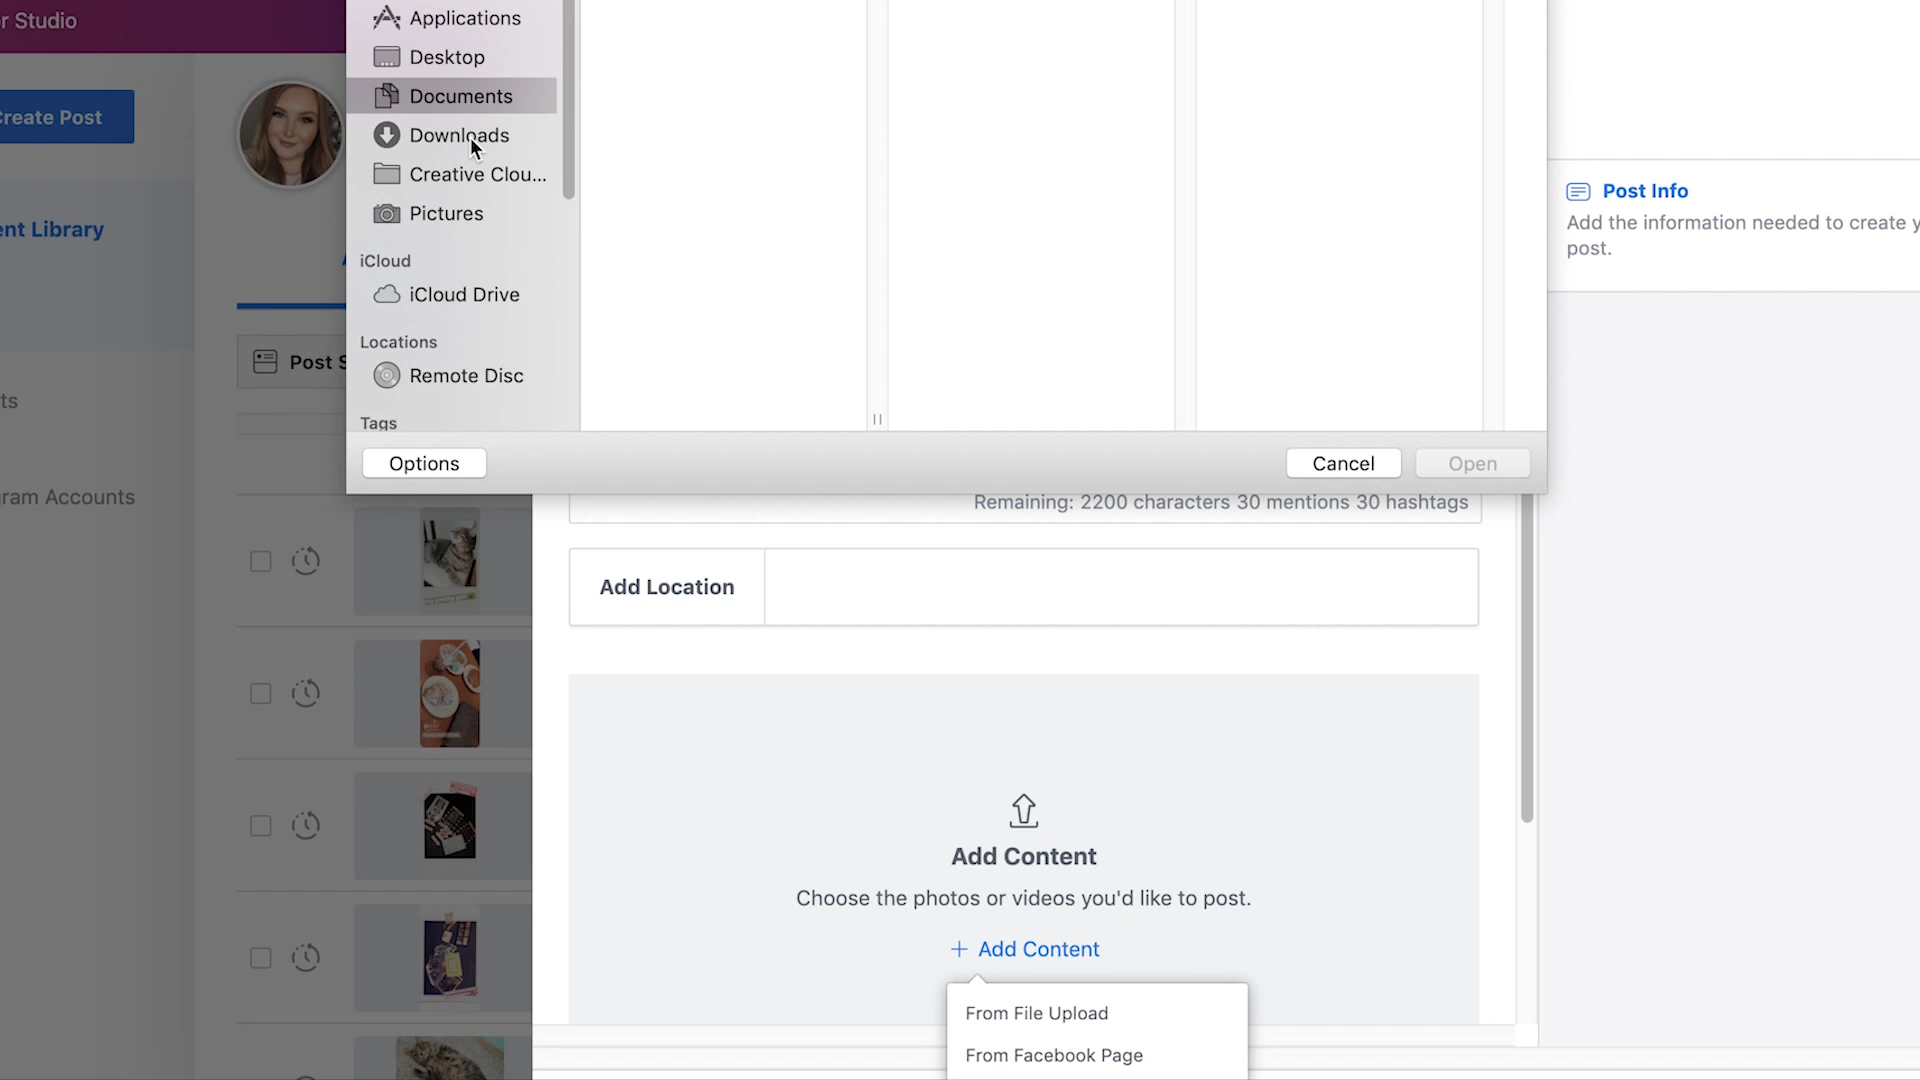 r Studio
Create Post
ent Library
ts
ram Accounts
Post S
Applications
Desktop
Documents
Downloads
Creative Clou...
Pictures
iCloud
iCloud Drive
Locations
Remote Disc
Tags
Options
Cancel
Open
Remaining: 2200 characters 30 mentions 30 hashtags
Add Location
Add Content
Choose the photos or videos you'd like to post.
+ Add Content
From File Upload
From Facebook Page
Post Info
Add the information needed to create y
post.